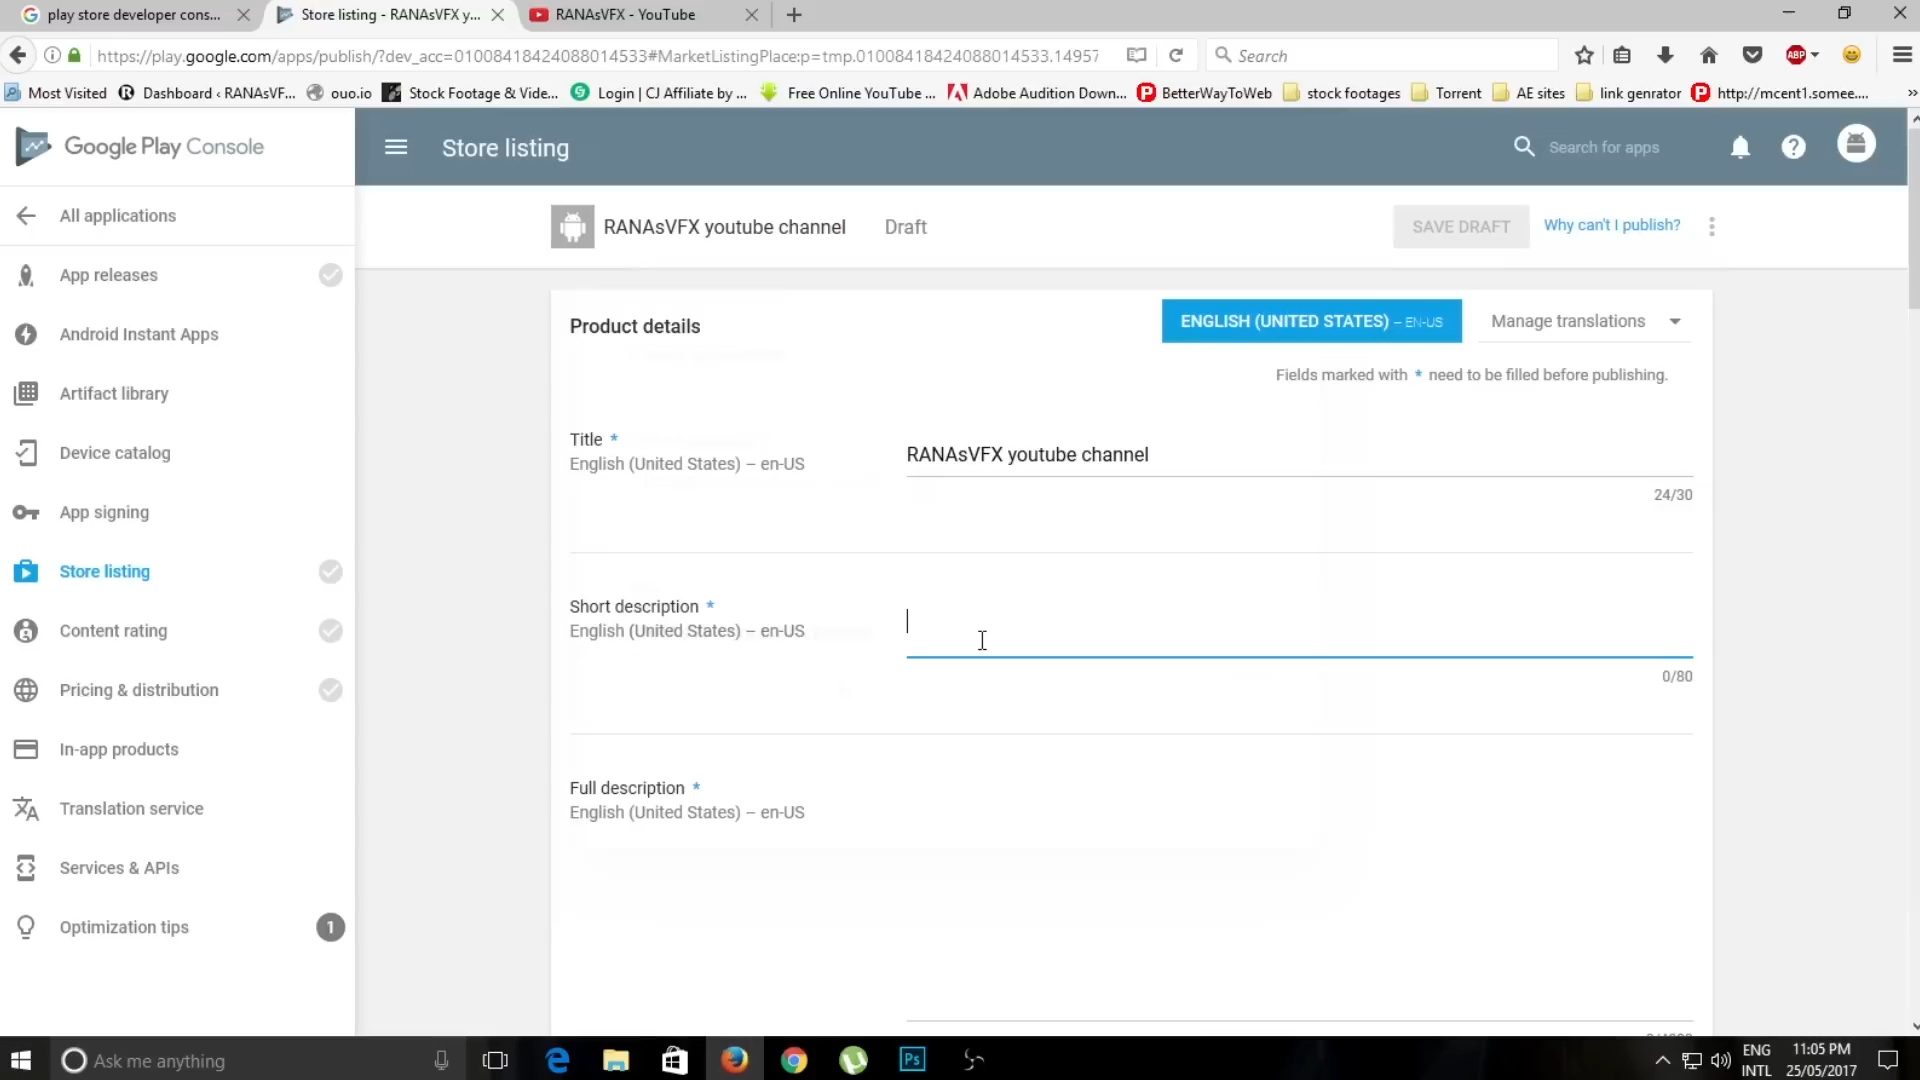 play store developer cons...
Store listing - RANAsVFX y...
RANAsVFX - YouTube
https://play.google.com/apps/publish/?dev_acc=01008418424088014533#MarketListingPlace:p=tmp.01008418424088014533.14957
Search
ABP
Most Visited
Dashboard ‹ RANAsVF...
ouo.io
Stock Footage & Vide...
Login | CJ Affiliate by ...
Free Online YouTube ...
Adobe Audition Down...
BetterWayToWeb
stock footages
Torrent
AE sites
link genrator
http://mcent1.somee....
Google Play Console
Store listing
Search for apps
All applications
RANAsVFX youtube channel
Draft
SAVE DRAFT
Why can't I publish?
App releases
Android Instant Apps
Artifact library
Device catalog
App signing
Store listing
Content rating
Pricing & distribution
In-app products
Translation service
Services & APIs
Optimization tips
1
Product details
ENGLISH (UNITED STATES) – EN-US
Manage translations
Fields marked with * need to be filled before publishing.
Title *
English (United States) – en-US
RANAsVFX youtube channel
24/30
Short description *
English (United States) – en-US
0/80
Full description *
English (United States) – en-US
Ask me anything
Ps
ENG
INTL
11:05 PM
25/05/2017